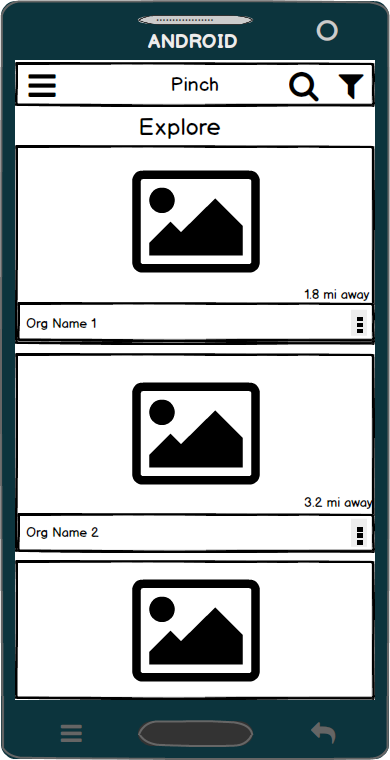 ANDROID
Pinch
Explore
1.8 mi away
Org Name 1
3.2 mi away
Org Name 2